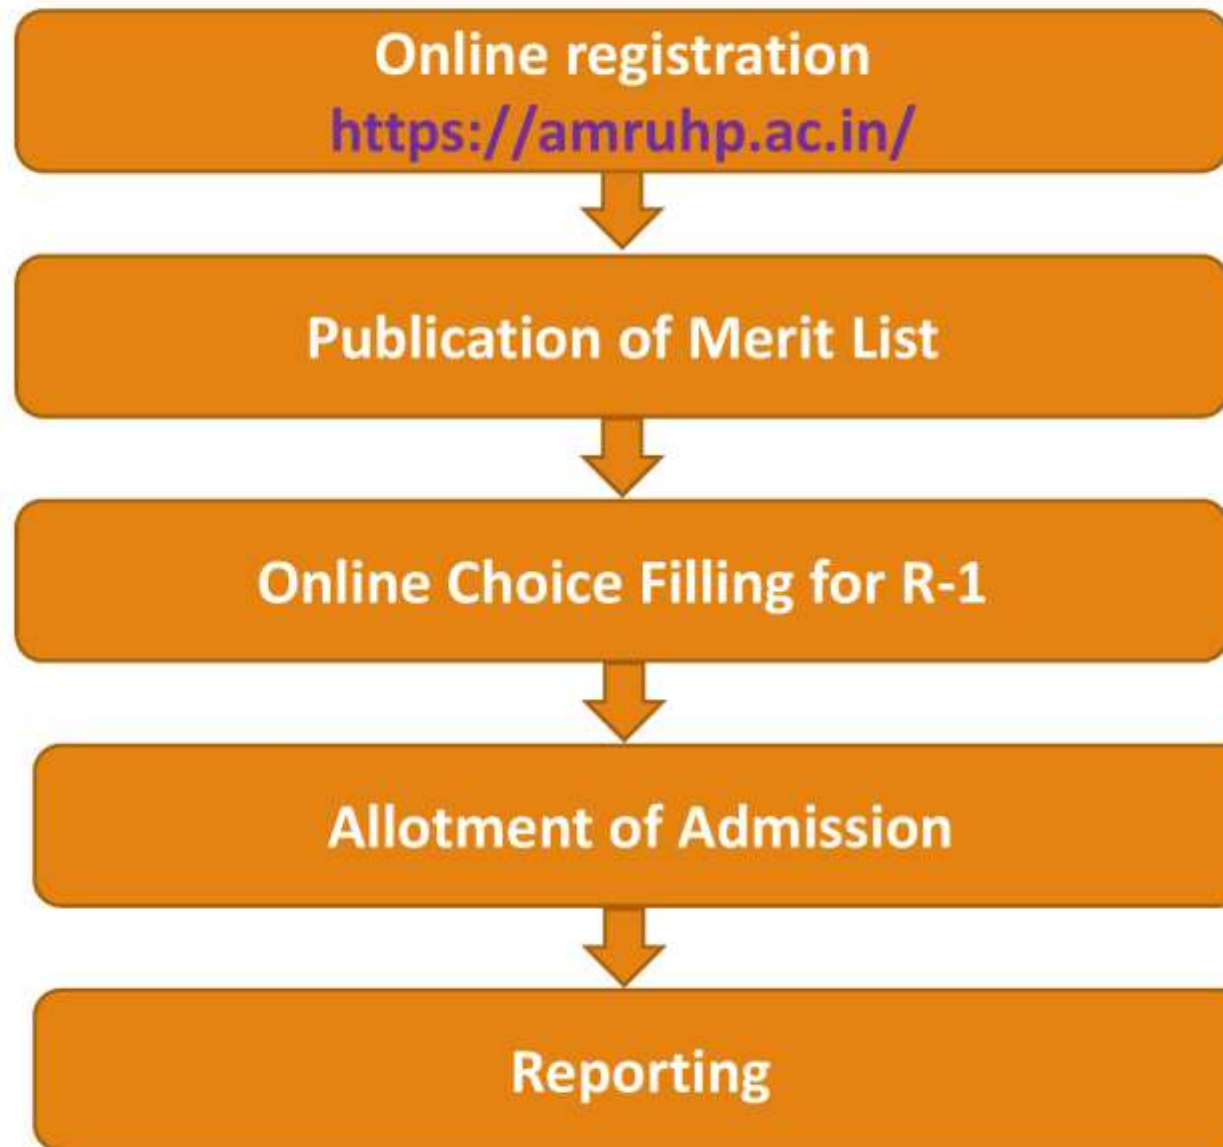 Online registration
https://amruhp.ac.in/
Publication of Merit List
Online Choice Filling for R-1
Allotment of Admission
Reporting